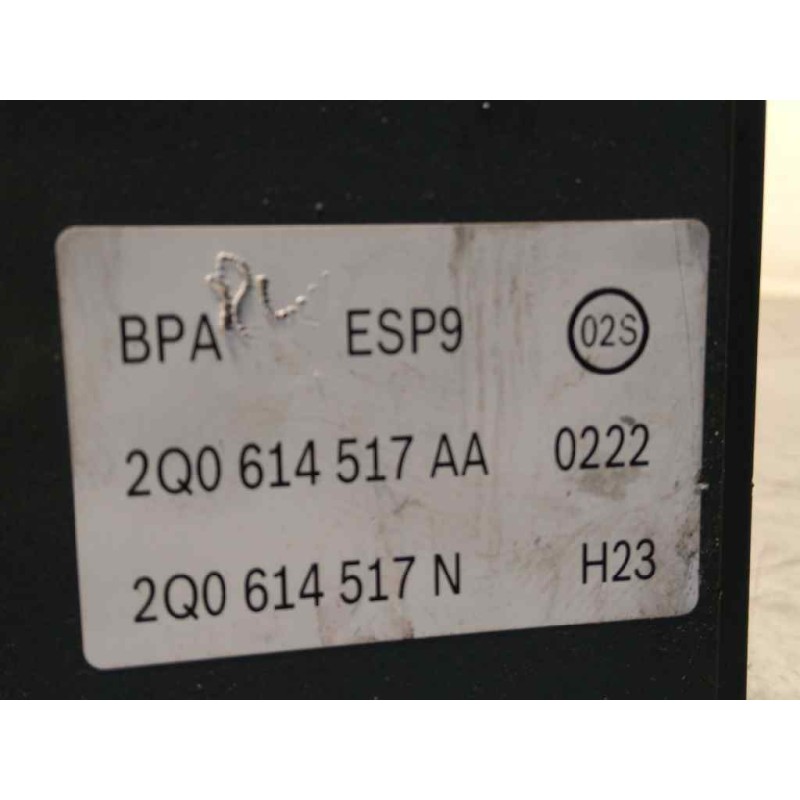 BPA ESP9 02S
2Q0 614 517 AA 0222
2Q0 614 517 N H23